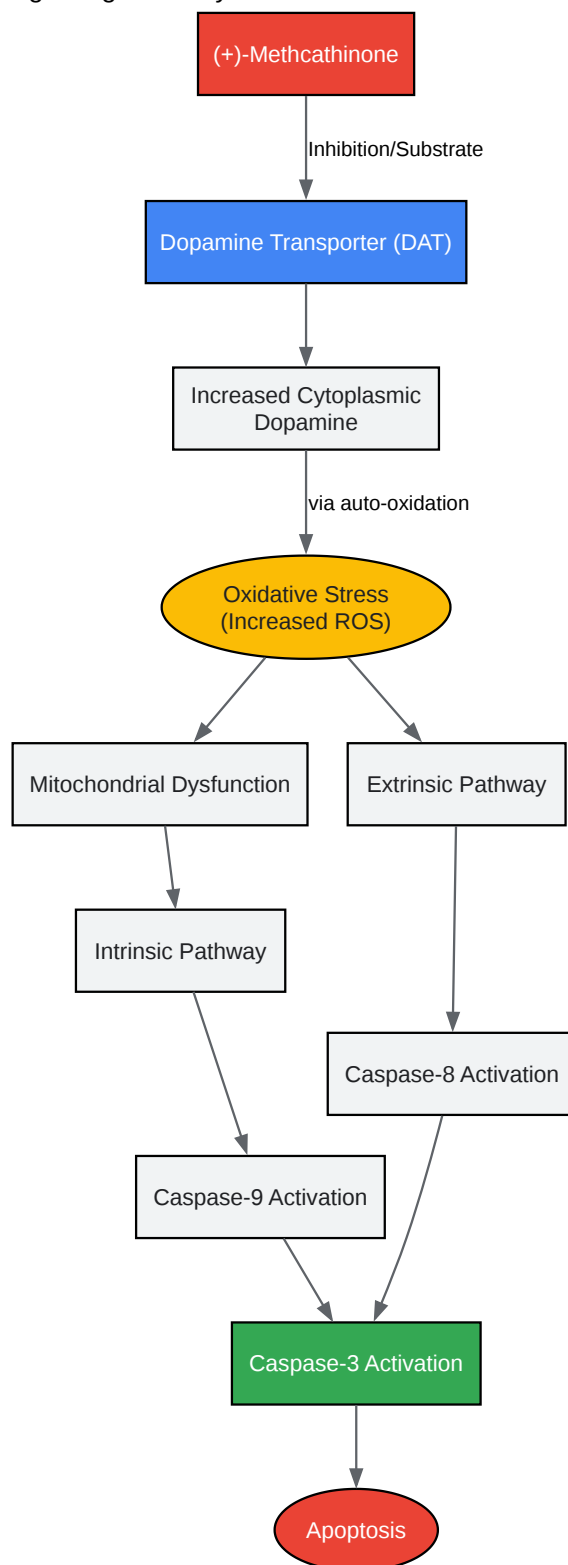 (+)-Methcathinone
Inhibition/Substrate
Dopamine Transporter (DAT)
Increased Cytoplasmic
Dopamine
via auto-oxidation
Oxidative Stress
(Increased ROS)
Mitochondrial Dysfunction
Extrinsic Pathway
Intrinsic Pathway
Caspase-8 Activation
Caspase-9 Activation
Caspase-3 Activation
Apoptosis